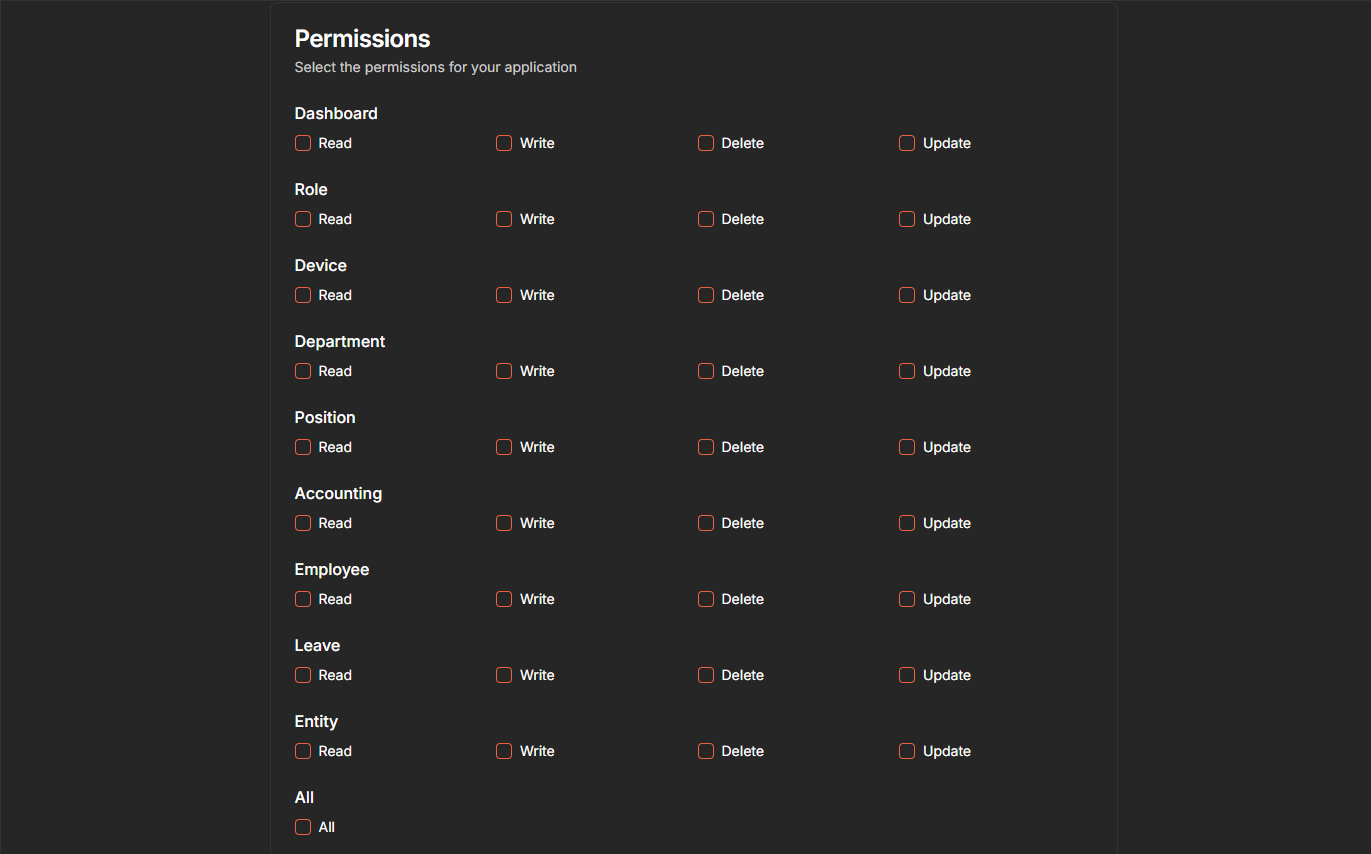 Permissions
Select the permissions for your application
Dashboard
Read Write Delete Update
Role
Read Write Delete Update
Device
Read Write Delete Update
Department
Read Write Delete Update
Position
Read Write Delete Update
Accounting
Read Write Delete Update
Employee
Read Write Delete Update
Leave
Read Write Delete Update
Entity
Read Write Delete Update
All
All